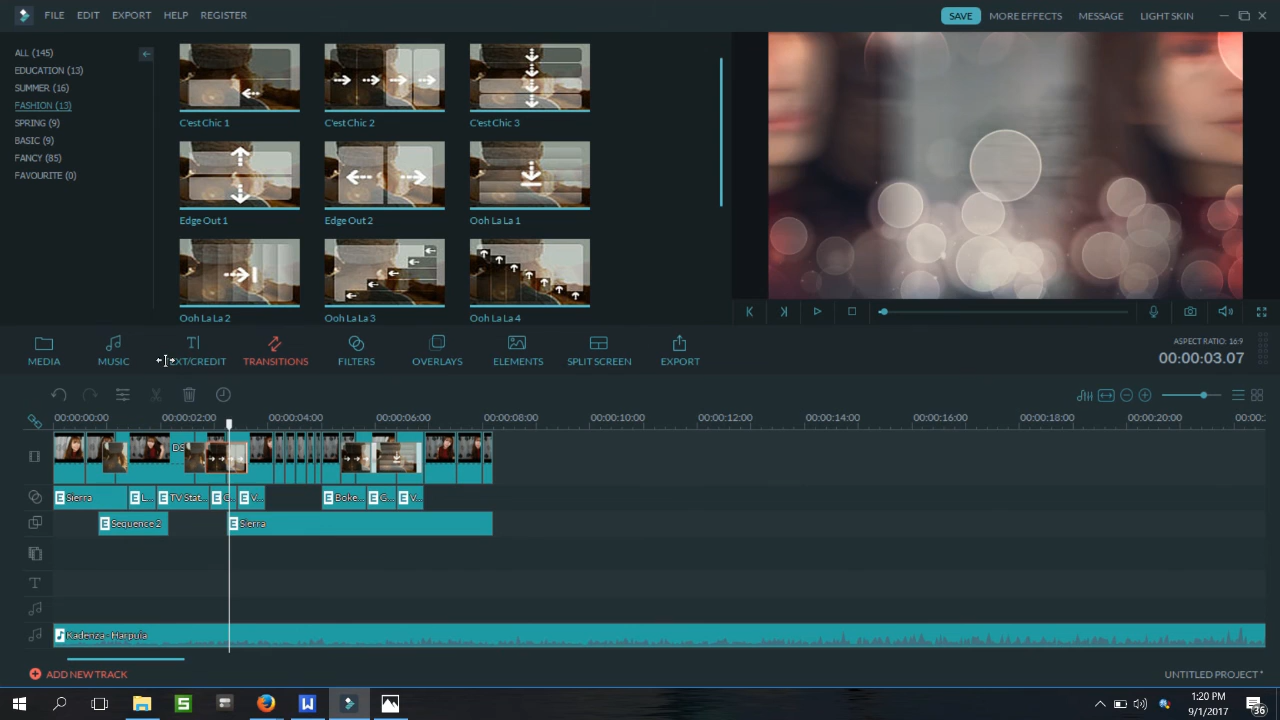 FILE EDIT EXPORT HELP REGISTER
SAVE MORE EFFECTS MESSAGE LIGHT SKIN
ALL (145)
EDUCATION (13)
SUMMER (16)
FASHION (13)
SPRING (9)
BASIC (9)
FANCY (85)
FAVOURITE (0)
C'est Chic 1 C'est Chic 2 C'est Chic 3
Edge Out 1 Edge Out 2 Ooh La La 1
Ooh La La 2 Ooh La La 3 Ooh La La 4
MEDIA MUSIC TEXT/CREDIT TRANSITIONS FILTERS OVERLAYS ELEMENTS SPLIT SCREEN EXPORT
ASPECT RATIO: 16:9
00:00:03.07
00:00:00:00 00:00:02:00 00:00:04:00 00:00:06:00 00:00:08:00 00:00:10:00 00:00:12:00 00:00:14:00 00:00:16:00 00:00:18:00 00:00:20:00 00:00:2
DS
E Sierra E L... E TV Stat... E E V... E Boke... E E V...
E Sequence 2 E Sierra
T
Kadenza - Harpuia
ADD NEW TRACK
UNTITLED PROJECT *
S W
1:20 PM
9/1/2017
36